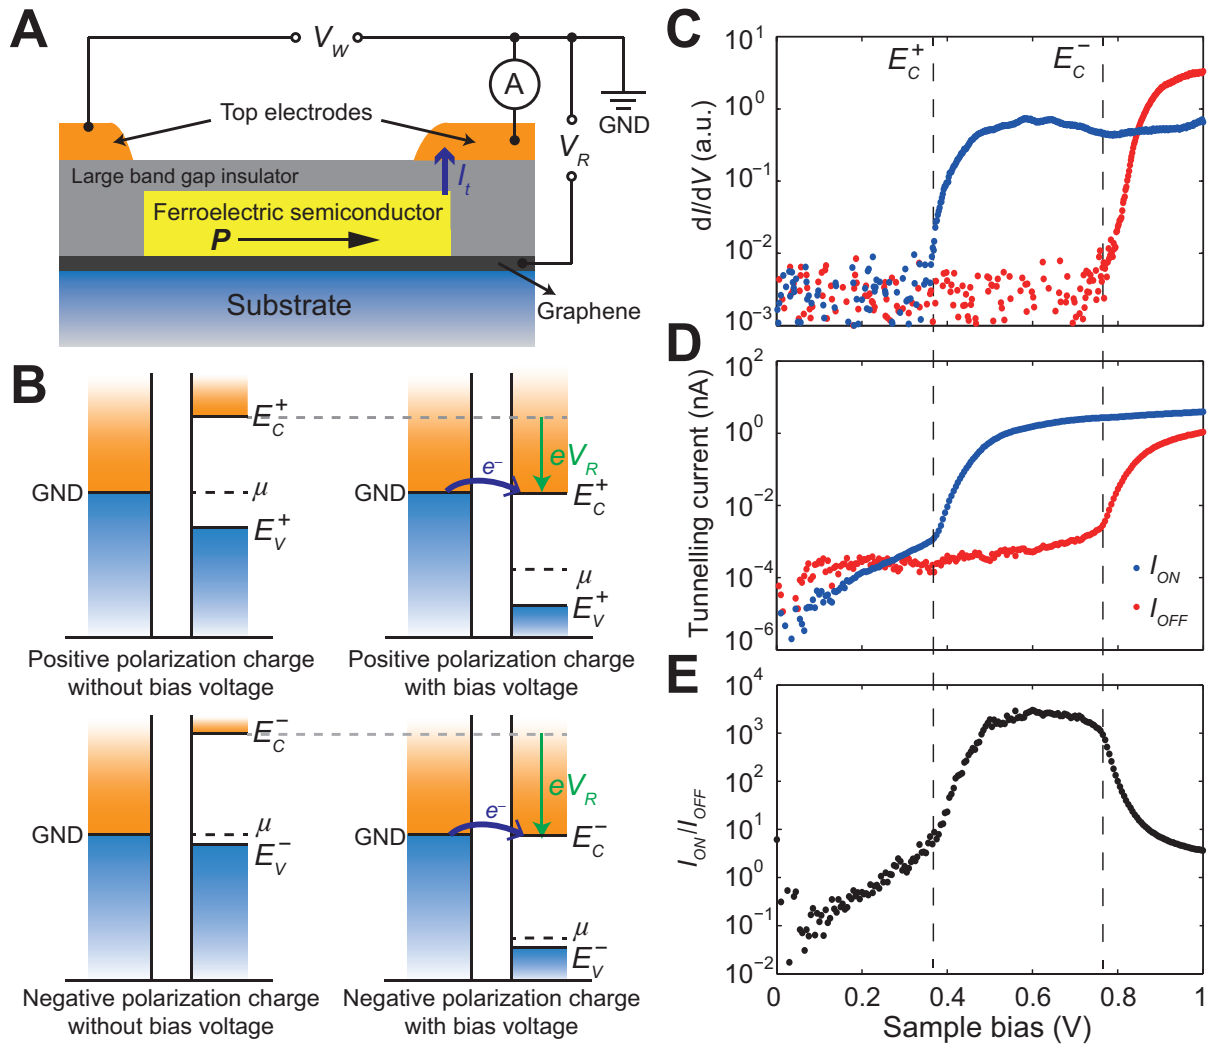 A
V_W
A
GND
Top electrodes
V_R
Large band gap insulator
I_t
Ferroelectric semiconductor
P
Graphene
Substrate
B
E_C^+
GND
μ
E_V^+
Positive polarization charge
without bias voltage
e^–
eV_R
E_C^+
μ
E_V^+
Positive polarization charge
with bias voltage
E_C^–
GND
μ
E_V^–
Negative polarization charge
without bias voltage
e^–
eV_R
E_C^–
μ
E_V^–
Negative polarization charge
with bias voltage
C
E_C^+
E_C^–
dI/dV (a.u.)
10^1
10^0
10^−1
10^−2
10^−3
D
Tunnelling current (nA)
10^2
10^0
10^−2
10^−4
10^−6
I_ON
I_OFF
E
I_ON/I_OFF
10^4
10^3
10^2
10^1
10^0
10^−1
10^−2
0
0.2
0.4
0.6
0.8
1
Sample bias (V)